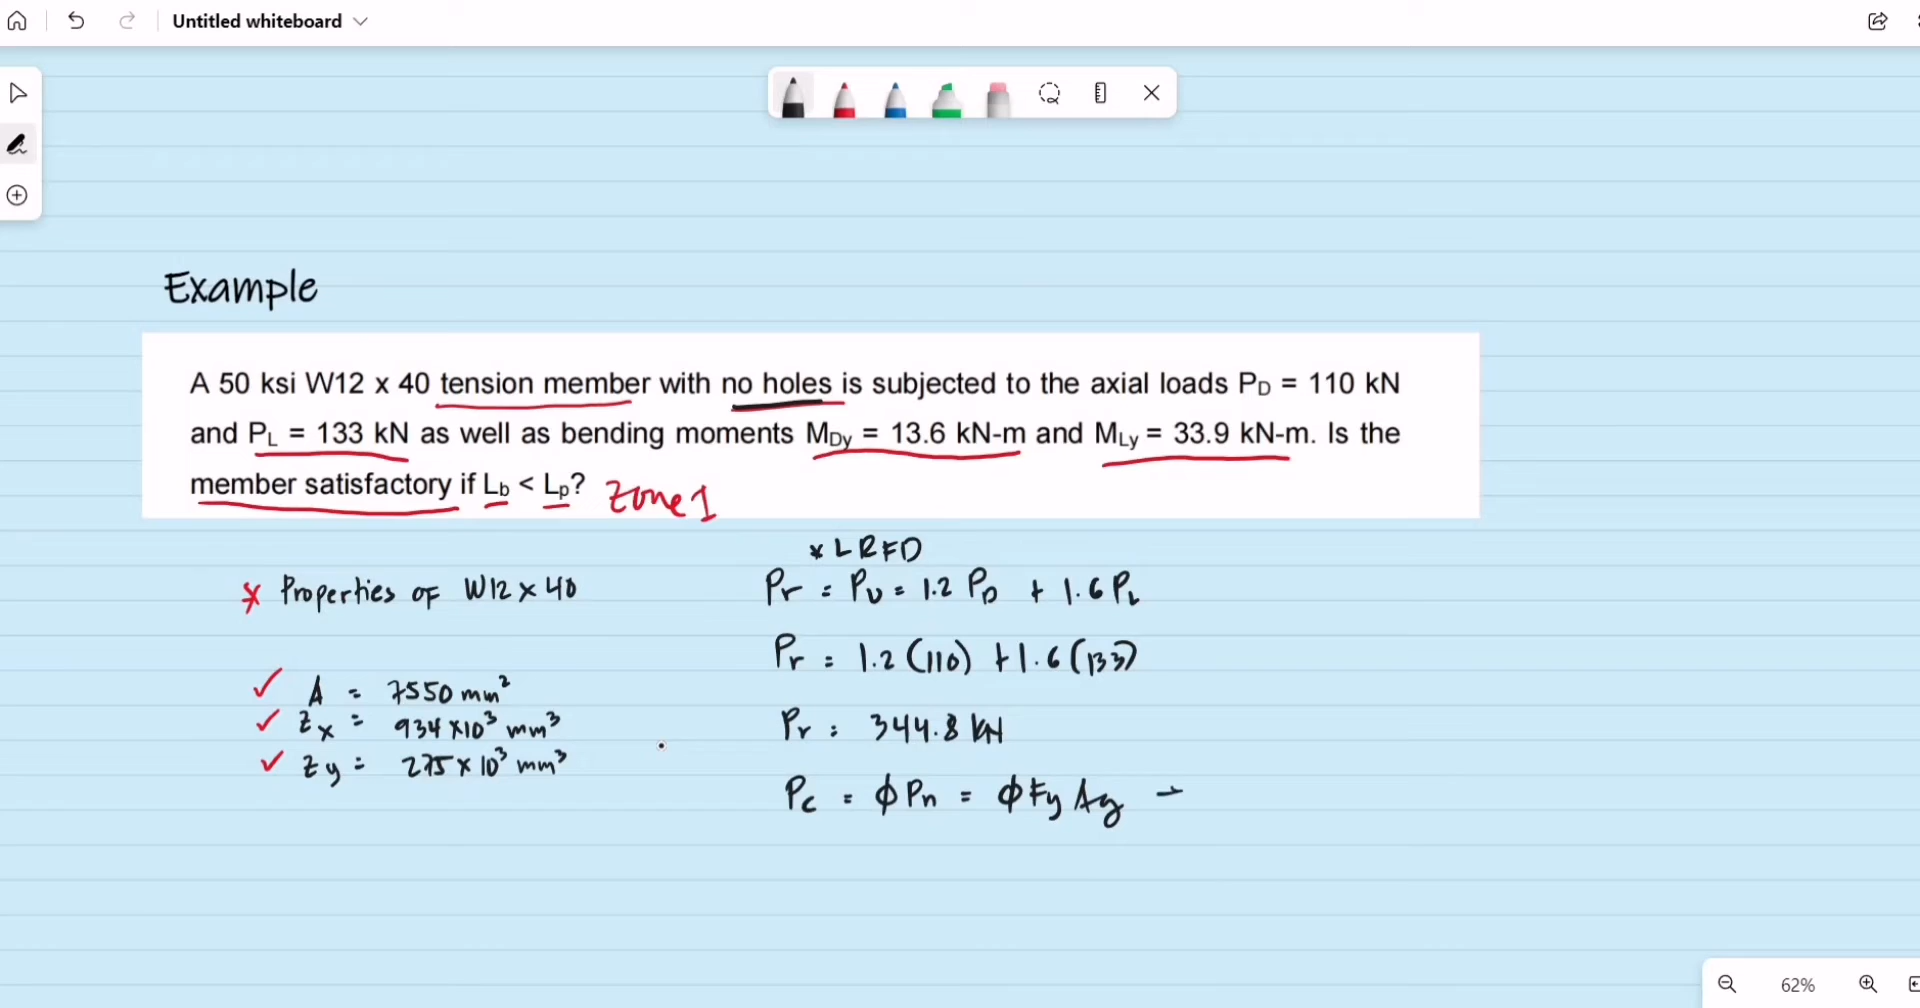 Untitled whiteboard
Example
A 50 ksi W12 x 40 tension member with no holes is subjected to the axial loads PD = 110 kN
and PL = 133 kN as well as bending moments MDy = 13.6 kN-m and MLy = 33.9 kN-m. Is the
member satisfactory if Lb < Lp? Zone 1
* Properties of W12 x 40
A = 7550 mm²
Zx = 934 x 10³ mm³
Zy = 275 x 10³ mm³
* LRFD
Pr = PU = 1.2 PD + 1.6 PL
Pr = 1.2 (110) + 1.6 (133)
Pr = 344.8 kN
Pc = ϕ Pn = ϕ Fy Ag →
62%